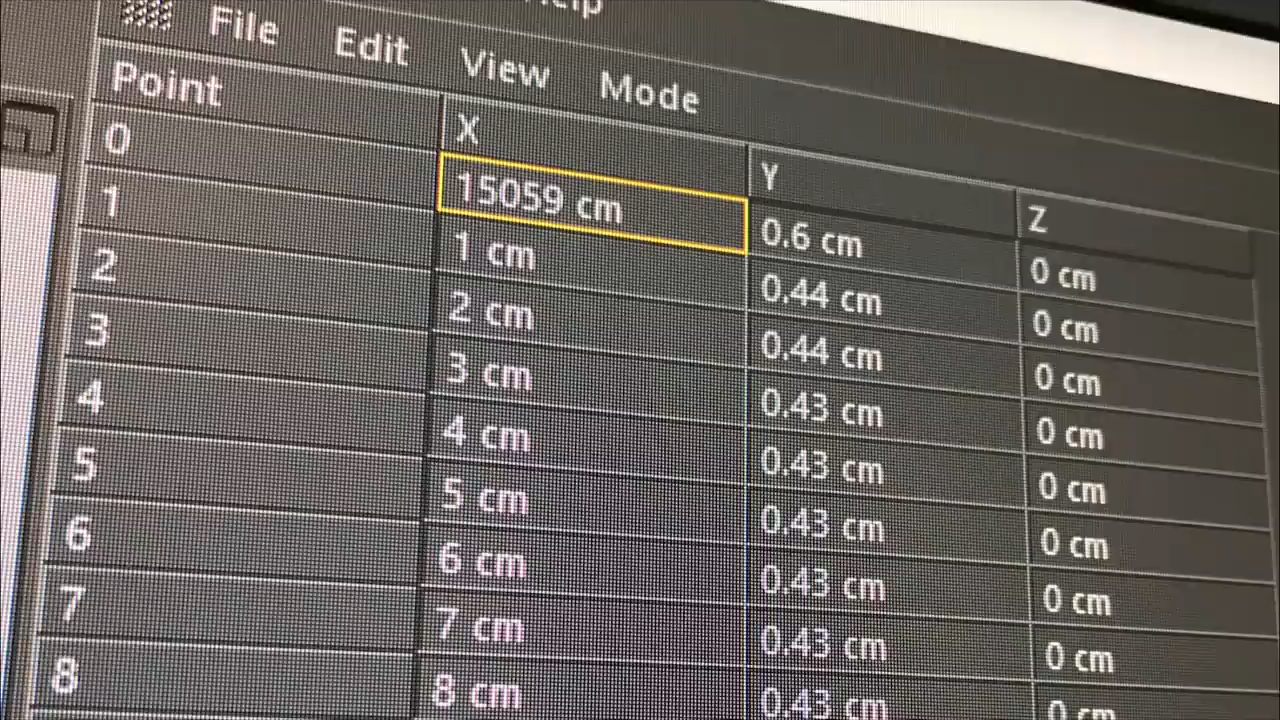 Help
File Edit View Mode
Point X Y Z
0 15059 cm 0.6 cm 0 cm
1 1 cm 0.44 cm 0 cm
2 2 cm 0.44 cm 0 cm
3 3 cm 0.43 cm 0 cm
4 4 cm 0.43 cm 0 cm
5 5 cm 0.43 cm 0 cm
6 6 cm 0.43 cm 0 cm
7 7 cm 0.43 cm 0 cm
8 8 cm 0.43 cm 0 cm